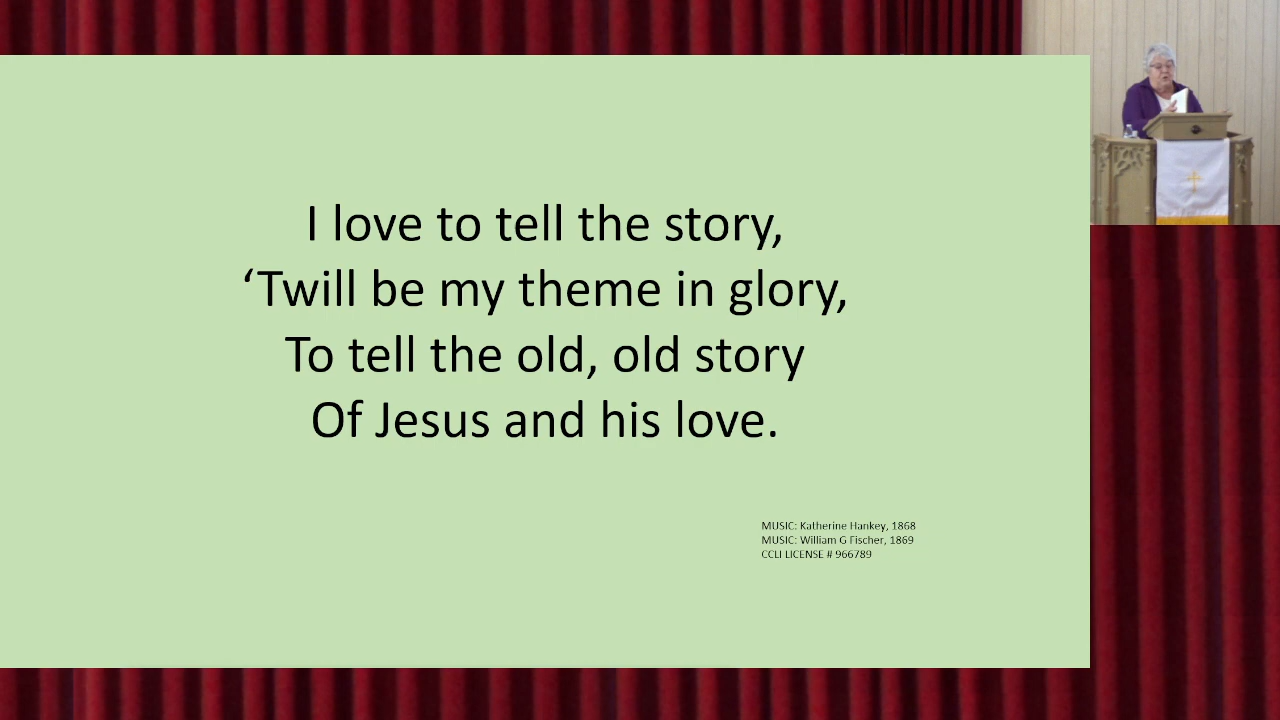 I love to tell the story,
‘Twill be my theme in glory,
To tell the old, old story
Of Jesus and his love.
MUSIC: Katherine Hankey, 1868
MUSIC: William G Fischer, 1869
CCLI LICENSE # 966789